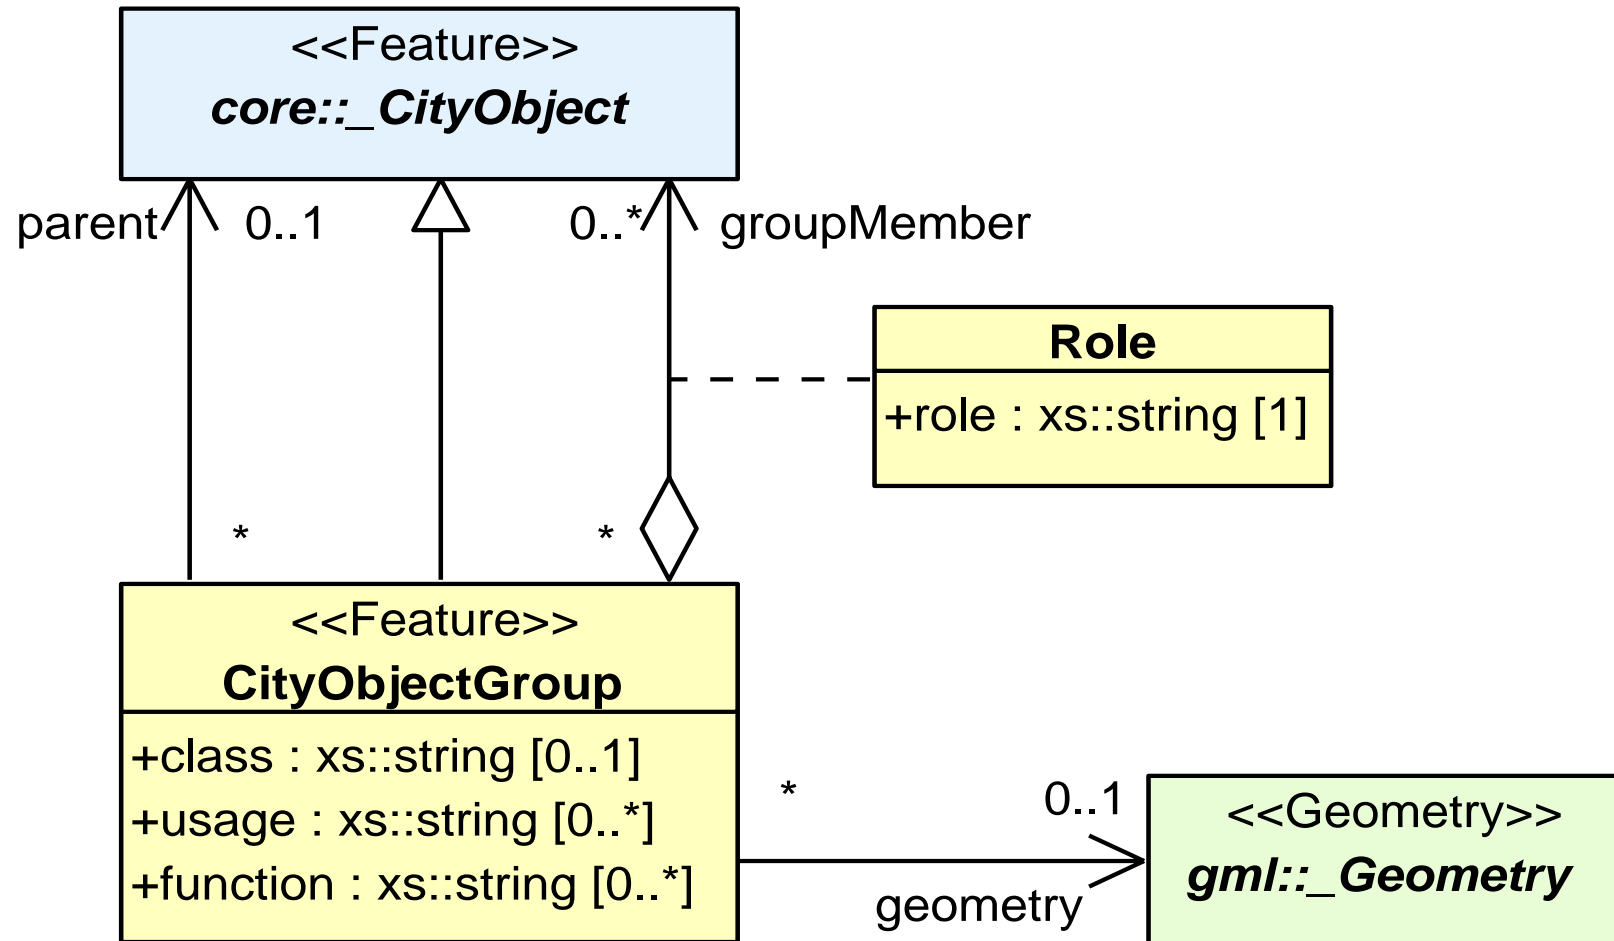 <<Feature>>
core::_CityObject
parent 0..1 0..* groupMember
Role
+role : xs::string [1]
* *
<<Feature>>
CityObjectGroup
+class : xs::string [0..1]
+usage : xs::string [0..*]
+function : xs::string [0..*]
* 0..1
geometry
<<Geometry>>
gml::_Geometry